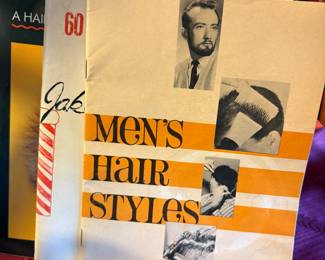 A HAI
60
Jak
MEN'S
HAIR
STYLES